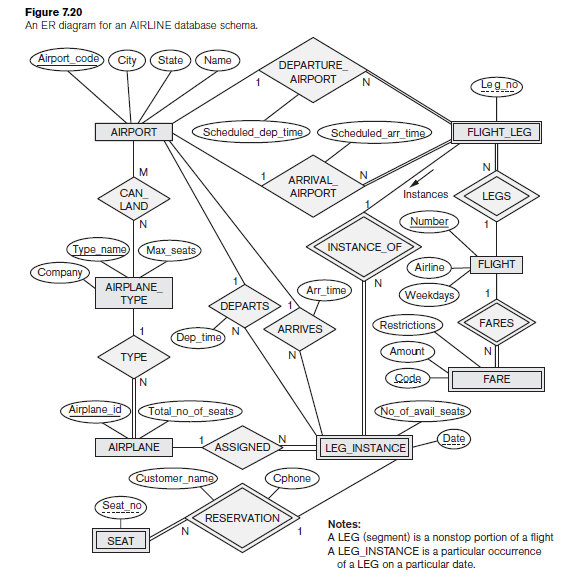 Figure 7.20
An ER diagram for an AIRLINE database schema.
Airport_code
City
State
Name
DEPARTURE_
AIRPORT
1
N
Leg_no
AIRPORT
Scheduled_dep_time
Scheduled_arr_time
FLIGHT_LEG
M
CAN_
LAND
N
1
ARRIVAL_
AIRPORT
N
Instances
1
N
LEGS
1
Number
Type_name
Max_seats
INSTANCE_OF
N
Company
AIRPLANE_
TYPE
Airline
FLIGHT
Weekdays
1
DEPARTS
N
Dep_time
Arr_time
1
ARRIVES
N
1
FARES
N
Restrictions
Amount
Code
FARE
1
TYPE
N
Airplane_id
Total_no_of_seats
No_of_avail_seats
AIRPLANE
1
ASSIGNED
N
LEG_INSTANCE
Date
Customer_name
Cphone
Seat_no
RESERVATION
SEAT
N
1
Notes:
A LEG (segment) is a nonstop portion of a flight
A LEG_INSTANCE is a particular occurrence
of a LEG on a particular date.